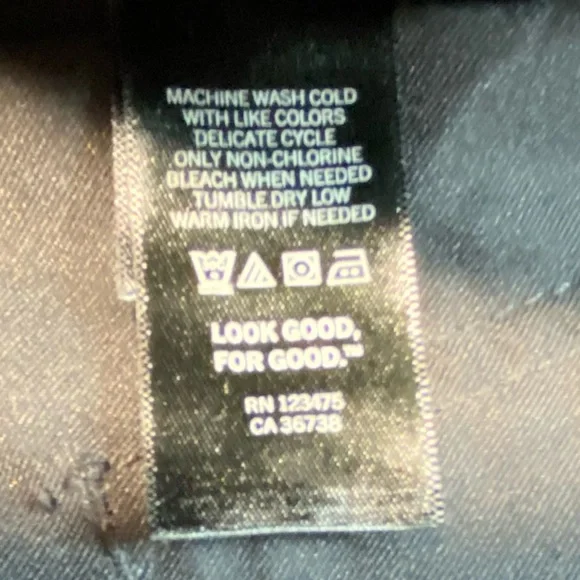 MACHINE WASH COLD
WITH LIKE COLORS
DELICATE CYCLE
ONLY NON-CHLORINE
BLEACH WHEN NEEDED
TUMBLE DRY LOW
WARM IRON IF NEEDED
LOOK GOOD,
FOR GOOD.™
RN 123475
CA 36738